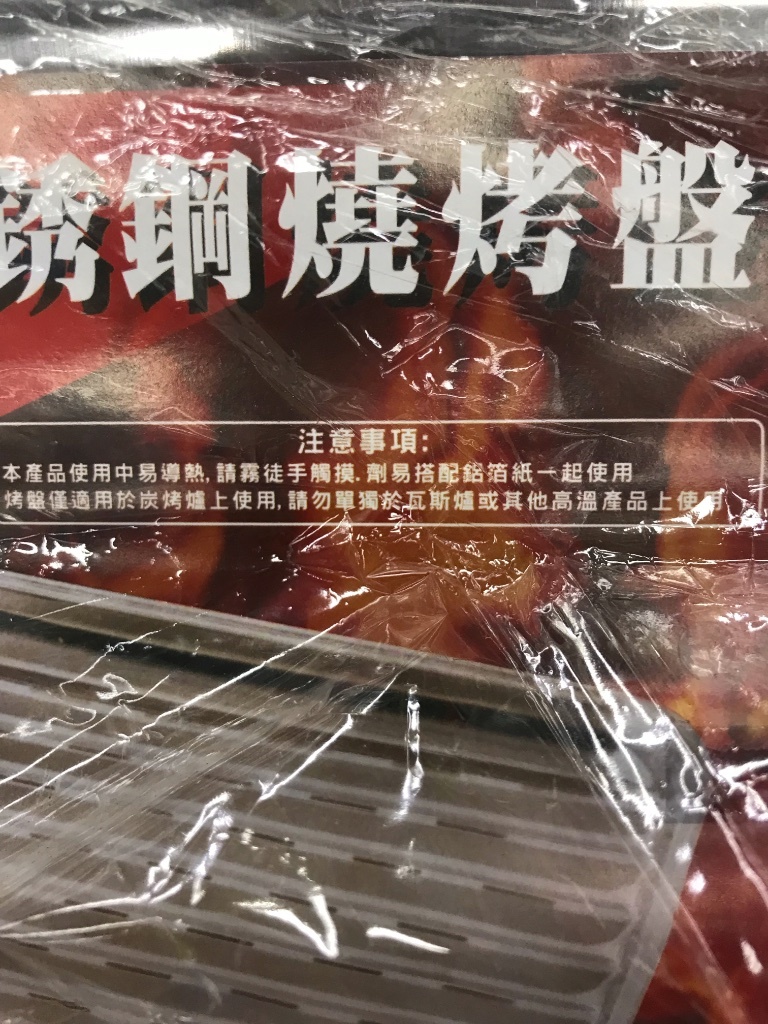 銹鋼燒烤盤
注意事項:
本產品使用中易導熱,請霧徒手觸摸.劑易搭配鋁箔紙一起使用
烤盤僅適用於炭烤爐上使用,請勿單獨於瓦斯爐或其他高溫產品上使用